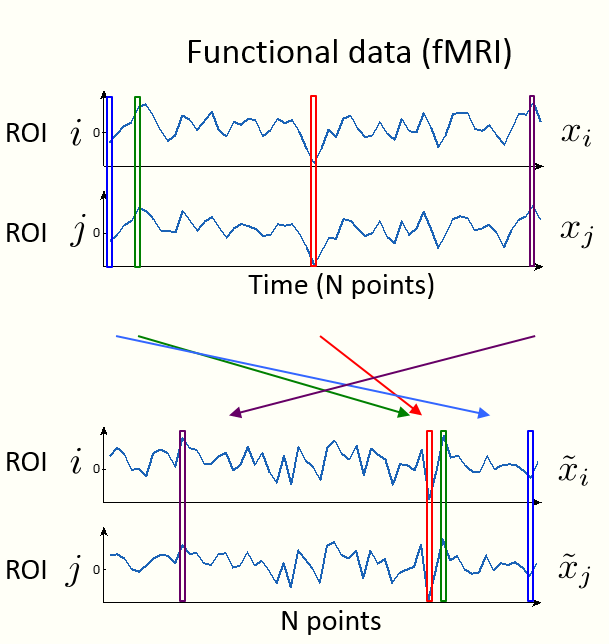 Functional data (fMRI)
ROI i 0 x_i
ROI j 0 x_j
Time (N points)
ROI i 0 x̃_i
ROI j 0 x̃_j
N points